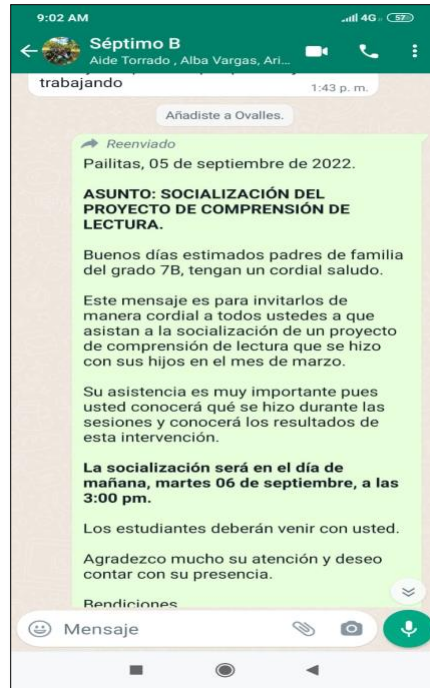 9:02 AM
4G
57
Séptimo B
Aide Torrado , Alba Vargas, Ari...
trabajando
1:43 p. m.
Añadiste a Ovalles.
Reenviado
Pailitas, 05 de septiembre de 2022.
ASUNTO: SOCIALIZACIÓN DEL
PROYECTO DE COMPRENSIÓN DE
LECTURA.
Buenos días estimados padres de familia
del grado 7B, tengan un cordial saludo.
Este mensaje es para invitarlos de
manera cordial a todos ustedes a que
asistan a la socialización de un proyecto
de comprensión de lectura que se hizo
con sus hijos en el mes de marzo.
Su asistencia es muy importante pues
usted conocerá qué se hizo durante las
sesiones y conocerá los resultados de
esta intervención.
La socialización será en el día de
mañana, martes 06 de septiembre, a las
3:00 pm.
Los estudiantes deberán venir con usted.
Agradezco mucho su atención y deseo
contar con su presencia.
Bendiciones
Mensaje